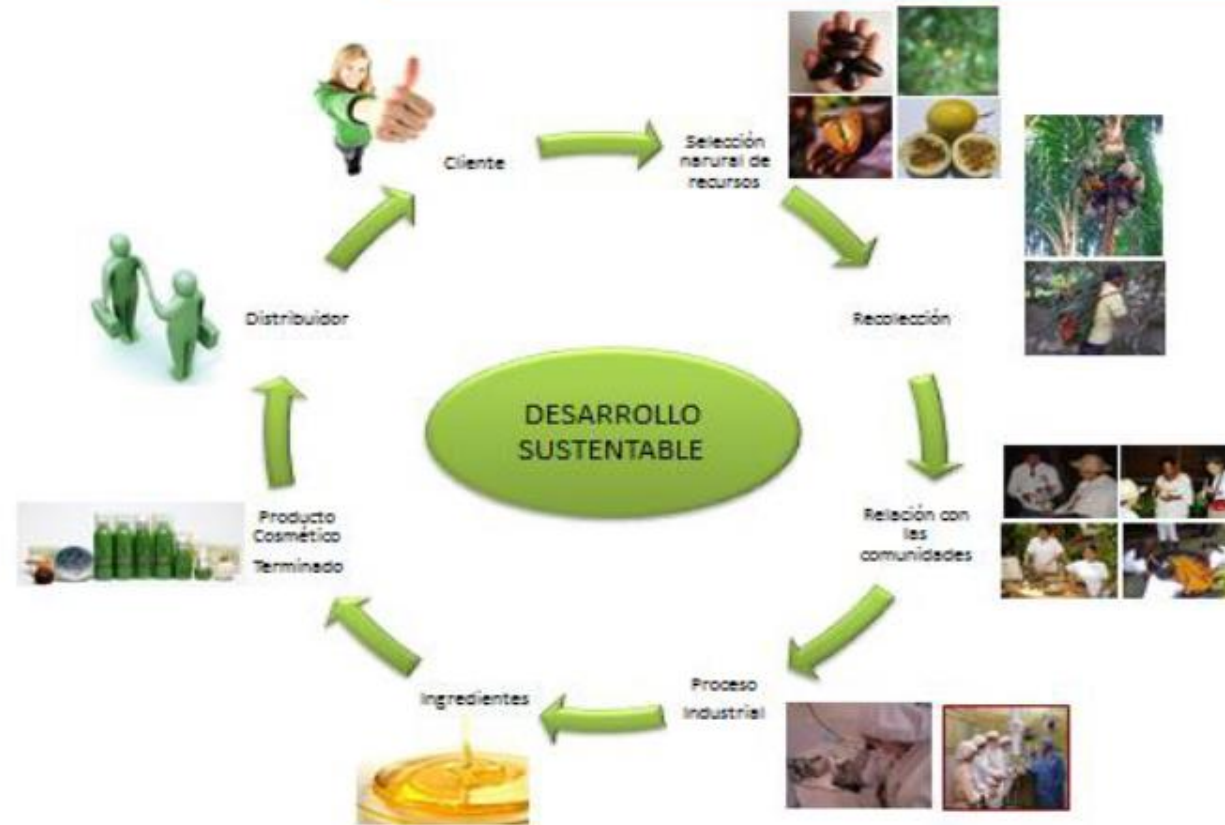 Cliente
Selección
narural de
recursos
Recolección
Relación con
las
comunidades
Proceso
Industrial
Ingredientes
Producto
Cosmético
Terminado
Distribuidor
DESARROLLO
SUSTENTABLE